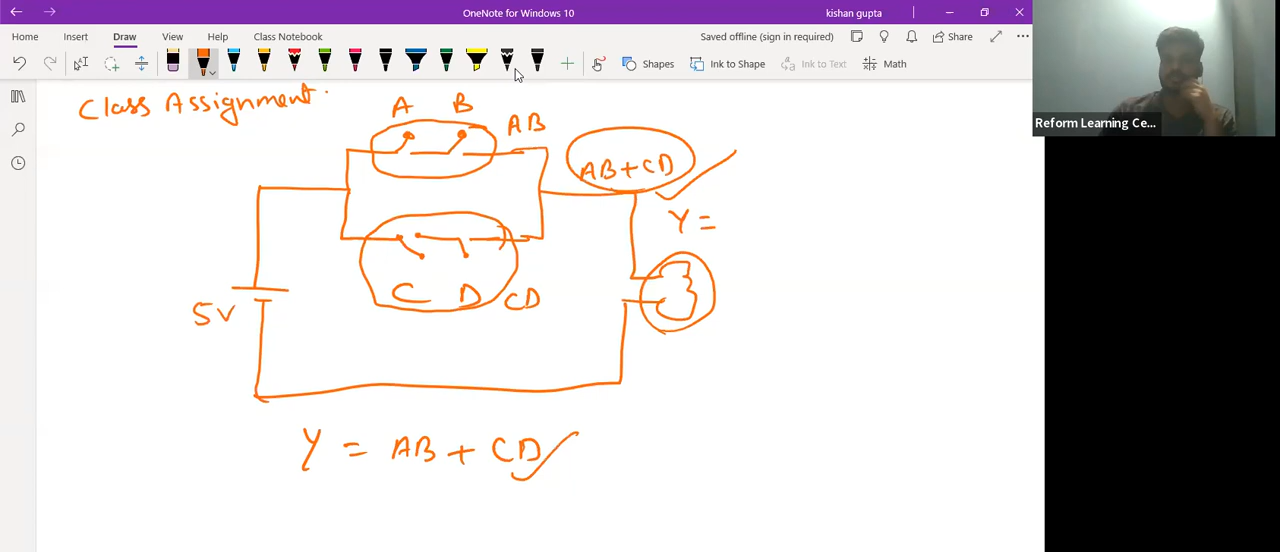 OneNote for Windows 10
kishan gupta
Home Insert Draw View Help Class Notebook
Saved offline (sign in required)
Share
Shapes
Ink to Shape
Ink to Text
Math
Reform Learning Ce...
Class Assignment.
A B
AB
AB+CD
Y =
C D CD
5V
Y = AB + CD